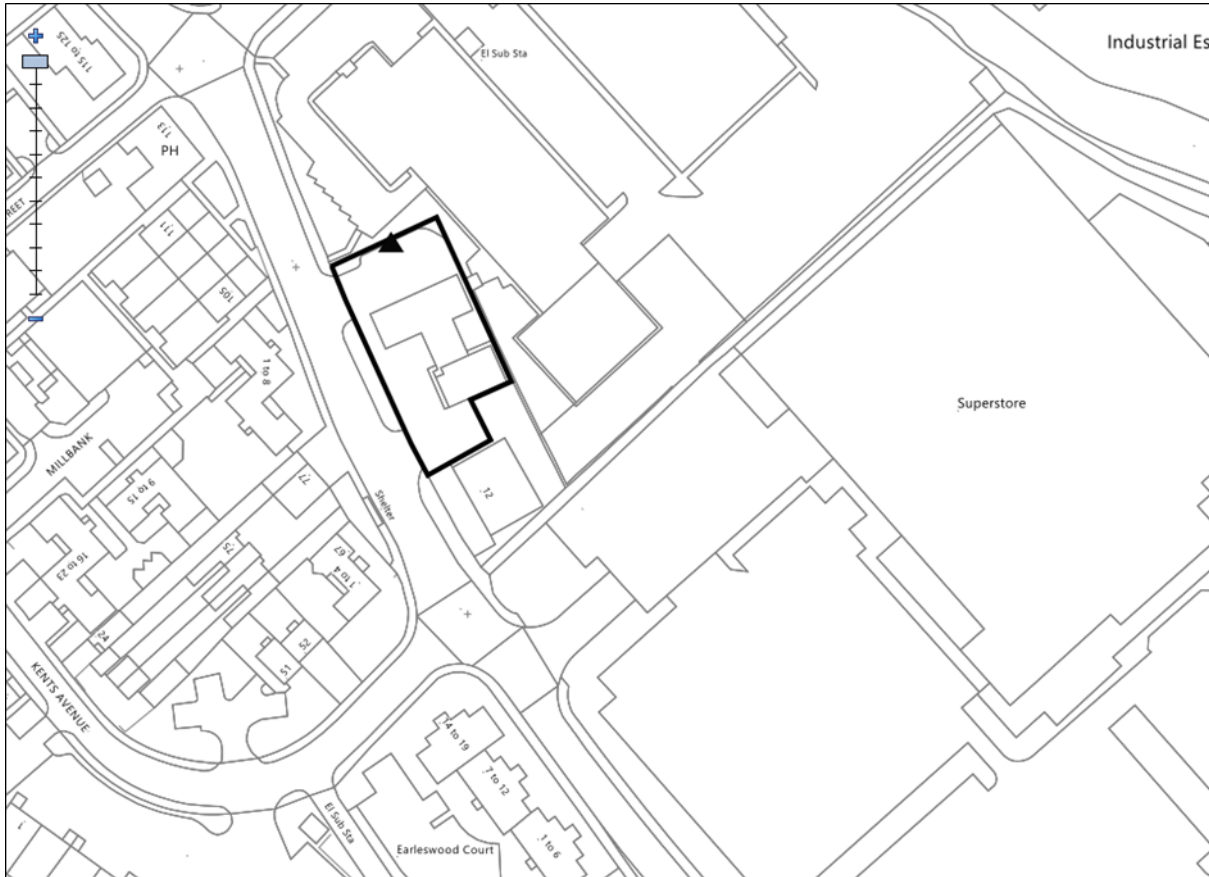 Industrial Es
115 to 125
El Sub Sta
113
PH
REET
111
105
1 to 8
Superstore
MILLBANK
9 to 15
77
Shelter
12
16 to 23
75
67
1 to 4
24
52
51
KENTS AVENUE
14 to 19
7 to 12
El Sub Sta
1 to 6
Earleswood Court
1